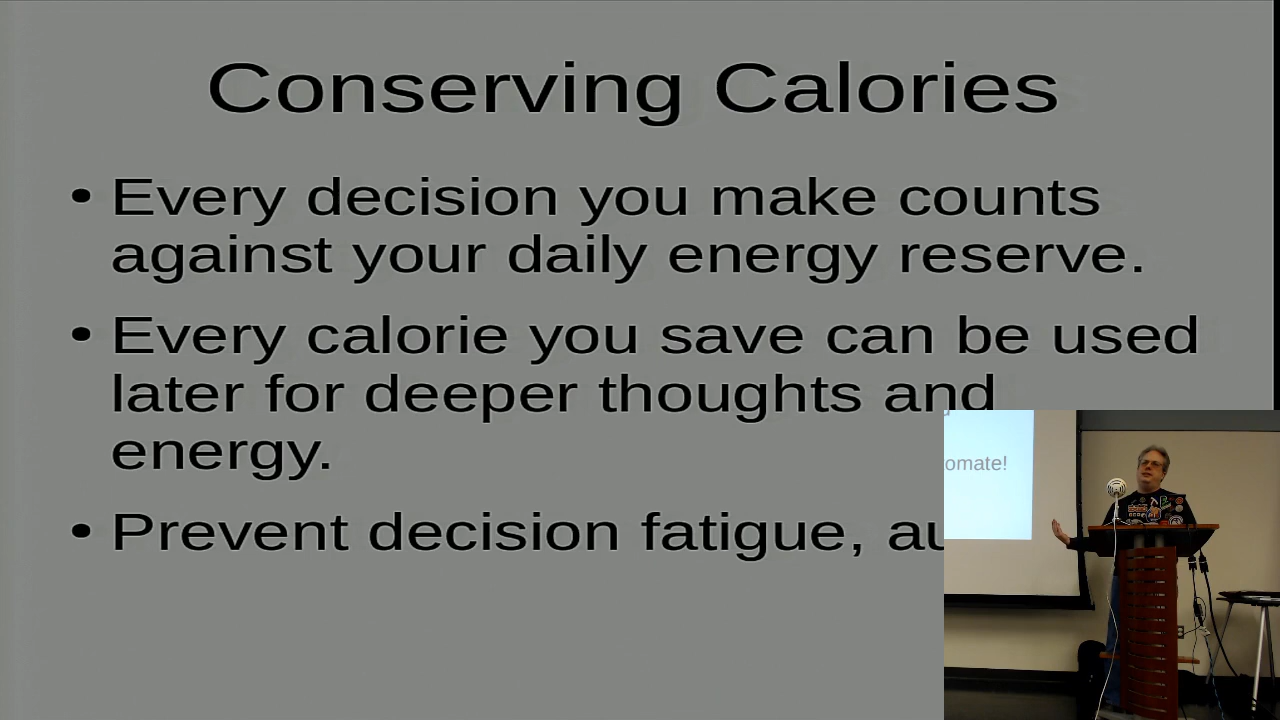 Conserving Calories
• Every decision you make counts
against your daily energy reserve.
• Every calorie you save can be used
later for deeper thoughts and
energy.
• Prevent decision fatigue, au
omate!